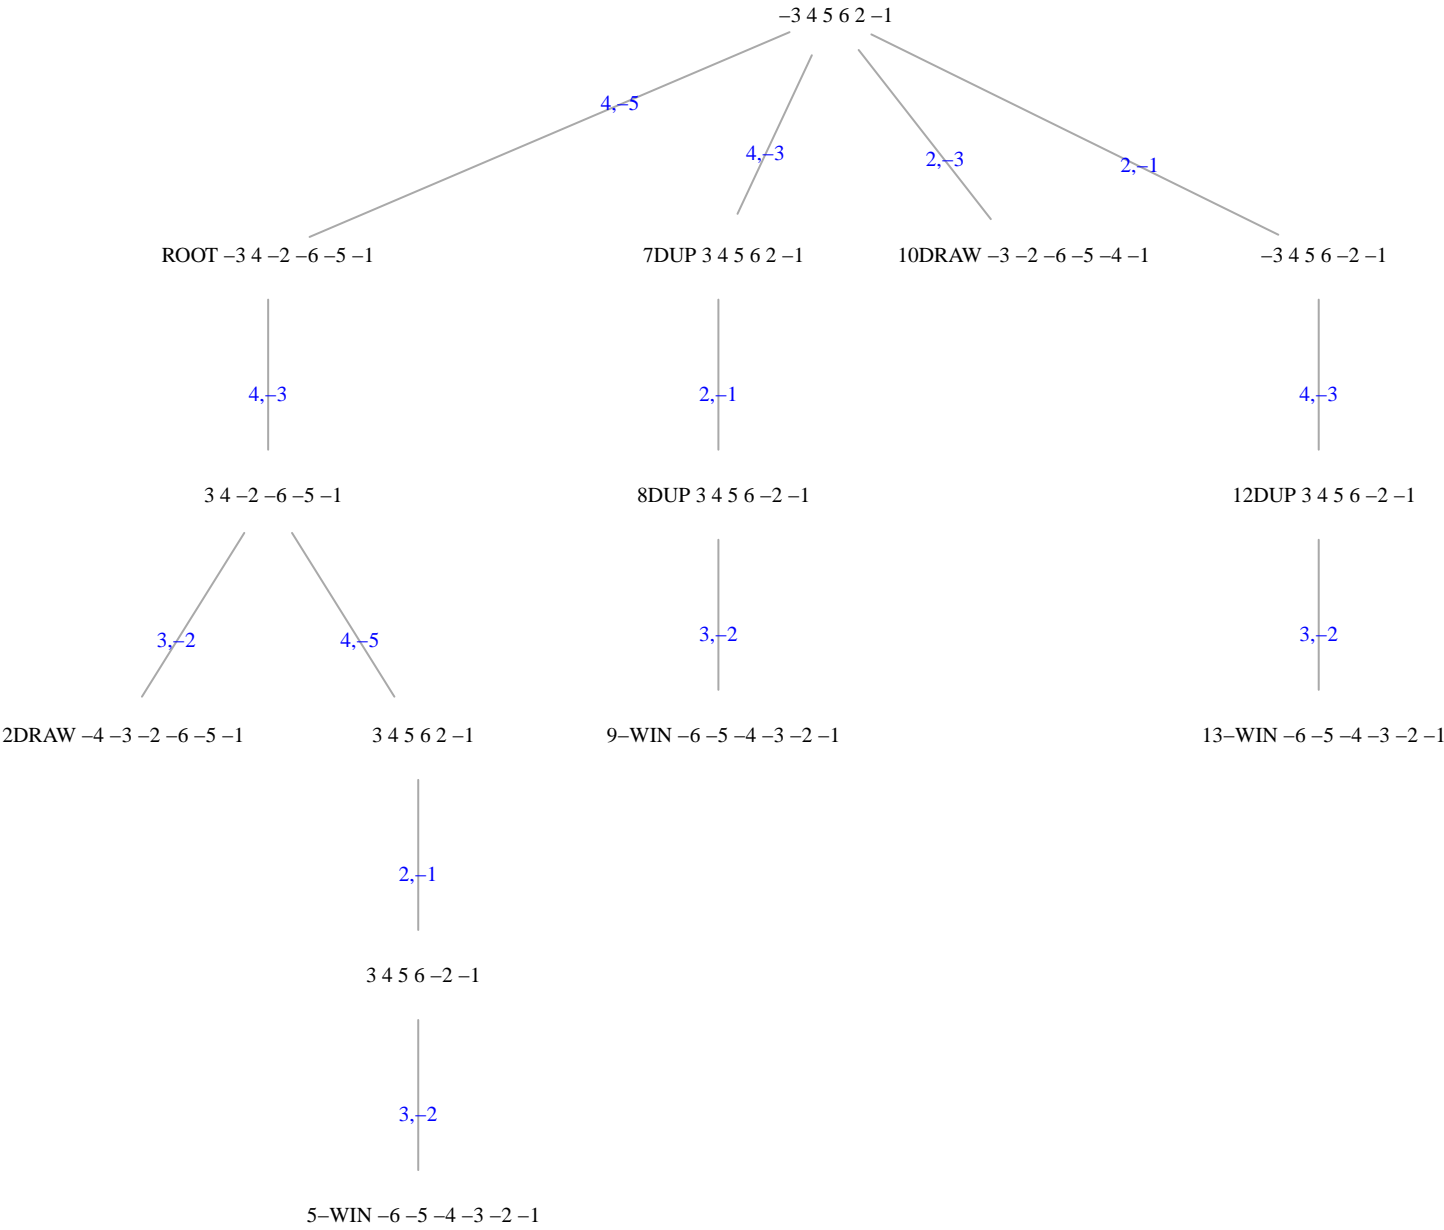 –3 4 5 6 2 –1
4,–5
4,–3
2,–3
2,–1
ROOT –3 4 –2 –6 –5 –1
7DUP 3 4 5 6 2 –1
10DRAW –3 –2 –6 –5 –4 –1
–3 4 5 6 –2 –1
4,–3
2,–1
4,–3
3 4 –2 –6 –5 –1
8DUP 3 4 5 6 –2 –1
12DUP 3 4 5 6 –2 –1
3,–2
4,–5
3,–2
3,–2
2DRAW –4 –3 –2 –6 –5 –1
3 4 5 6 2 –1
9–WIN –6 –5 –4 –3 –2 –1
13–WIN –6 –5 –4 –3 –2 –1
2,–1
3 4 5 6 –2 –1
3,–2
5–WIN –6 –5 –4 –3 –2 –1